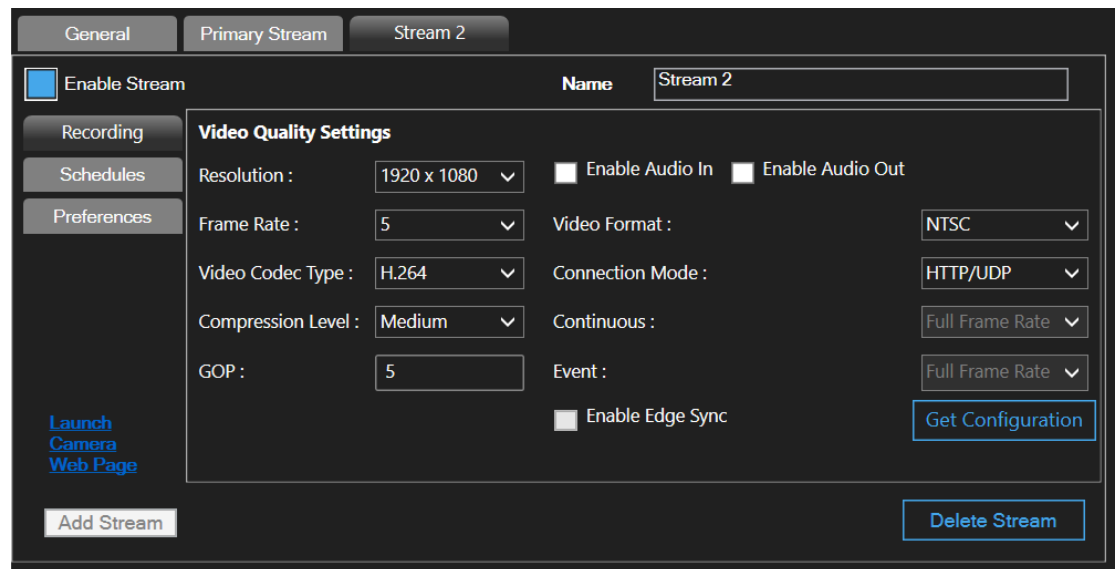 General Primary Stream Stream 2
Enable Stream Name Stream 2
Recording Video Quality Settings
Schedules Resolution : 1920 x 1080 Enable Audio In Enable Audio Out
Preferences Frame Rate : 5 Video Format : NTSC
Video Codec Type : H.264 Connection Mode : HTTP/UDP
Compression Level : Medium Continuous : Full Frame Rate
GOP : 5 Event : Full Frame Rate
Enable Edge Sync Get Configuration
Launch
Camera
Web Page
Add Stream Delete Stream